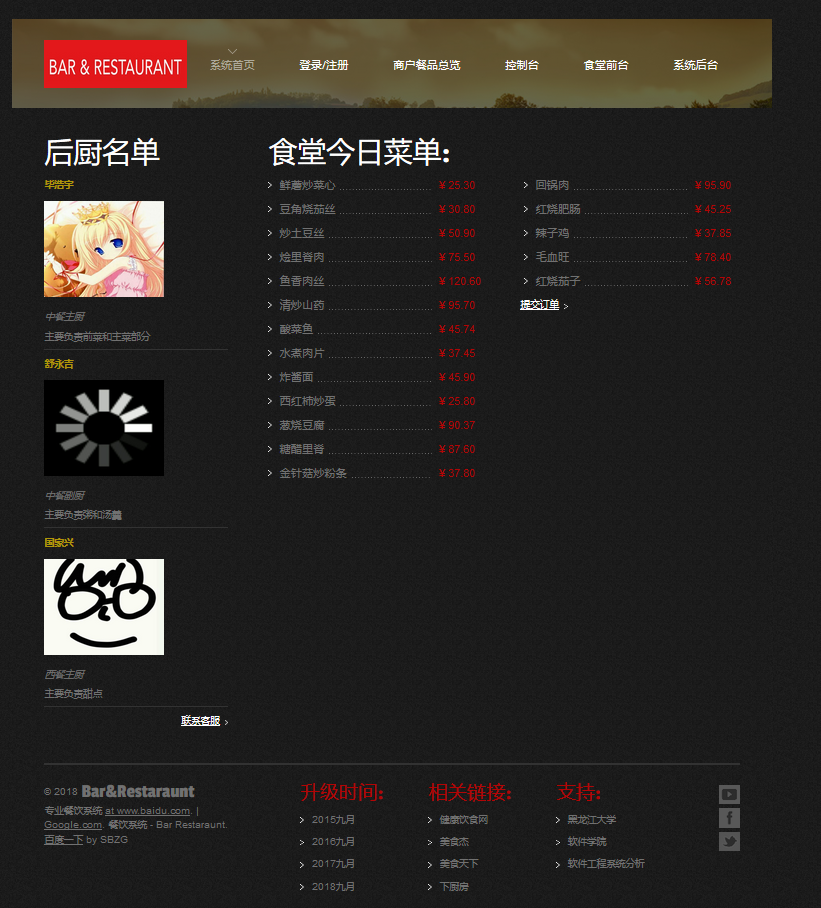 BAR & RESTAURANT
系统首页 登录/注册 商户餐品总览 控制台 食堂前台 系统后台
后厨名单
毕皓宇
中餐主厨
主要负责前菜和主菜部分
舒永吉
中餐副厨
主要负责粥和汤羹
国家兴
西餐主厨
主要负责甜点
联系客服
食堂今日菜单:
鲜蘑炒菜心 ¥ 25.30
豆角烧茄丝 ¥ 30.80
炒土豆丝 ¥ 50.90
烩里脊肉 ¥ 75.50
鱼香肉丝 ¥ 120.60
清炒山药 ¥ 95.70
酸菜鱼 ¥ 45.74
水煮肉片 ¥ 37.45
炸酱面 ¥ 45.90
西红柿炒蛋 ¥ 25.80
葱烧豆腐 ¥ 90.37
糖醋里脊 ¥ 87.60
金针菇炒粉条 ¥ 37.80
回锅肉 ¥ 95.90
红烧肥肠 ¥ 45.25
辣子鸡 ¥ 37.85
毛血旺 ¥ 78.40
红烧茄子 ¥ 56.78
提交订单
© 2018 Bar&Restaraunt
专业餐饮系统 at www.baidu.com. |
Google.com. 餐饮系统 - Bar Restaraunt.
百度一下 by SBZG
升级时间:
2015九月
2016九月
2017九月
2018九月
相关链接:
健康饮食网
美食杰
美食天下
下厨房
支持:
黑龙江大学
软件学院
软件工程系统分析